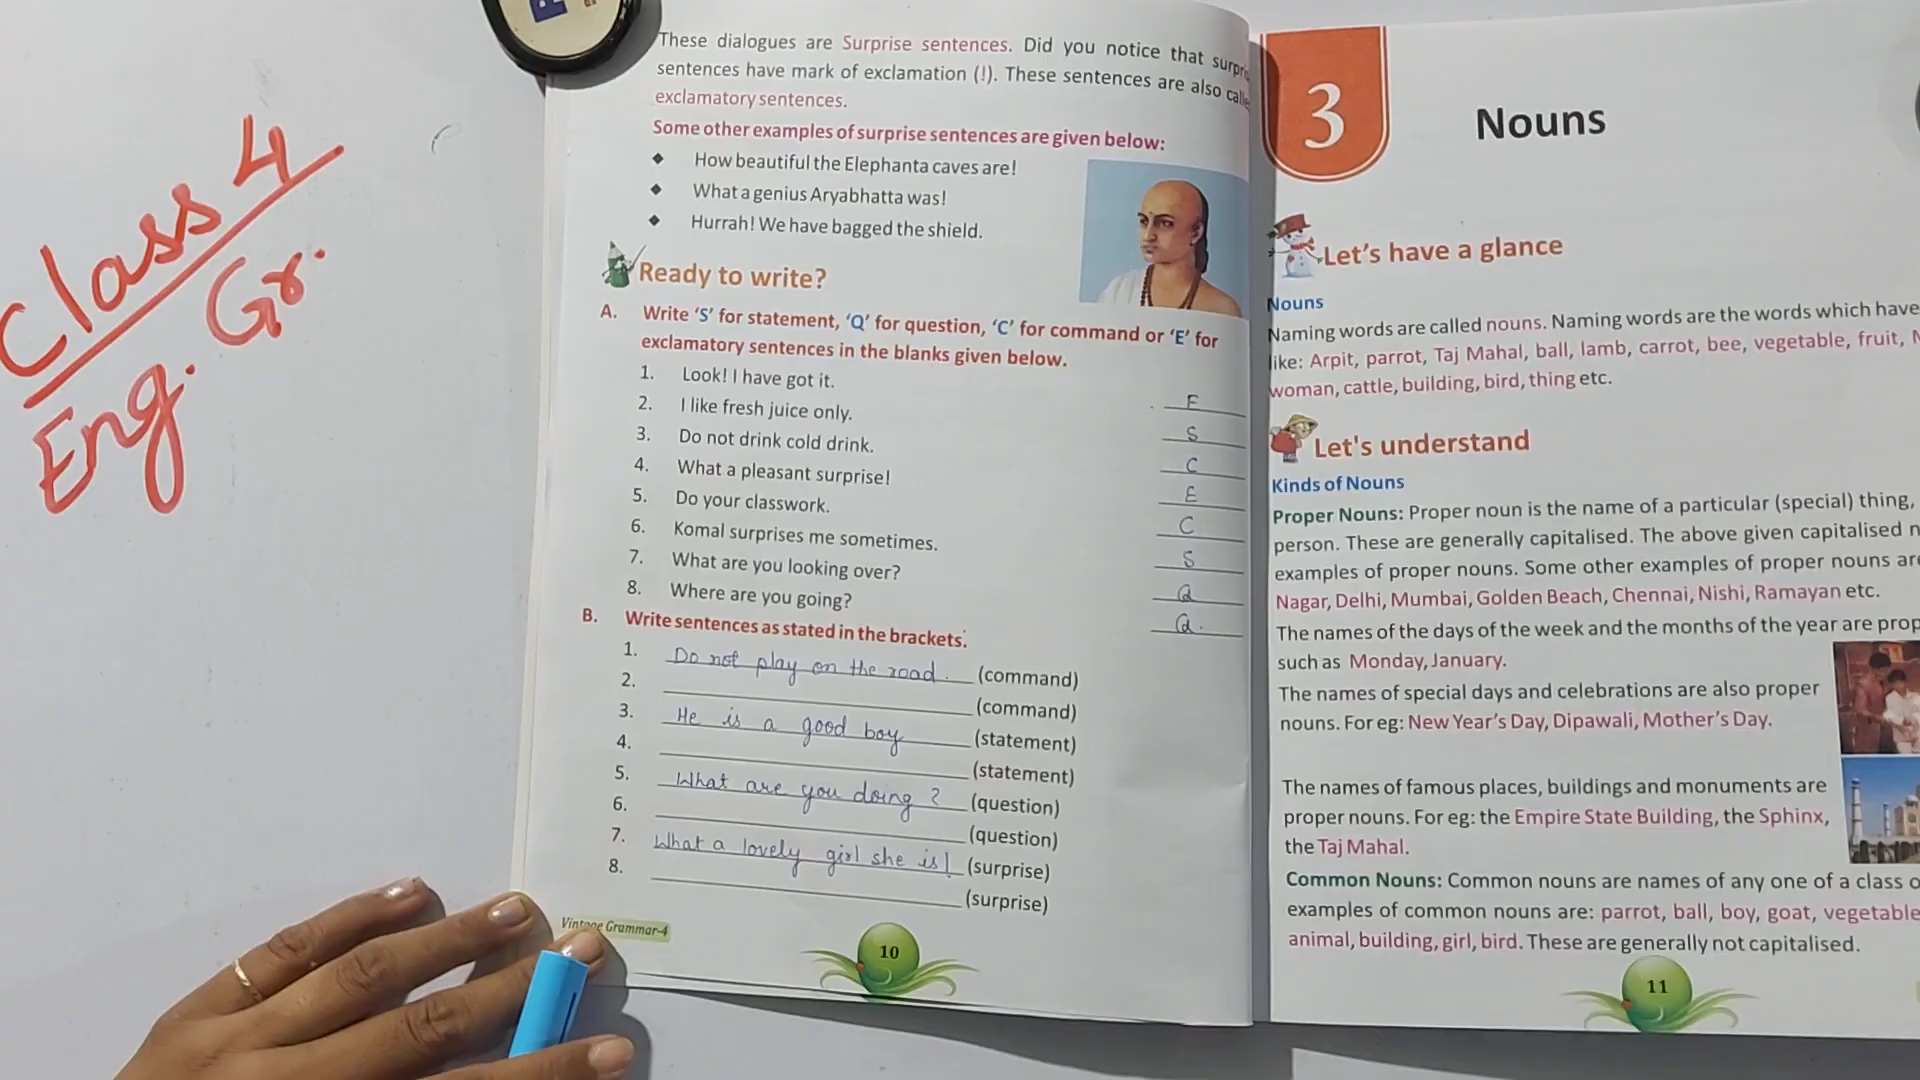 Class 4
Eng. Gr.
These dialogues are Surprise sentences. Did you notice that
sentences have mark of exclamation (!). These sentences are also
exclamatory sentences.
Some other examples of surprise sentences are given below:
◆ How beautiful the Elephanta caves are!
◆ What a genius Aryabhatta was!
◆ Hurrah! We have bagged the shield.
Ready to write?
A. Write 'S' for statement, 'Q' for question, 'C' for command or 'E' for
exclamatory sentences in the blanks given below.
1. Look! I have got it. E
2. I like fresh juice only. S
3. Do not drink cold drink. C
4. What a pleasant surprise! E
5. Do your classwork. C
6. Komal surprises me sometimes. S
7. What are you looking over? Q
8. Where are you going? Q.
B. Write sentences as stated in the brackets.
1. Do not play on the road. (command)
2. (command)
3. He is a good boy (statement)
4. (statement)
5. What are you doing? (question)
6. (question)
7. What a lovely girl she is! (surprise)
8. (surprise)
Vintage Grammar-4
10
3
Nouns
Let's have a glance
Nouns
Naming words are called nouns. Naming words are the words which have
like: Arpit, parrot, Taj Mahal, ball, lamb, carrot, bee, vegetable, fruit,
woman, cattle, building, bird, thing etc.
Let's understand
Kinds of Nouns
Proper Nouns: Proper noun is the name of a particular (special) thing,
person. These are generally capitalised. The above given capitalised
examples of proper nouns. Some other examples of proper nouns
Nagar, Delhi, Mumbai, Golden Beach, Chennai, Nishi, Ramayan etc.
The names of the days of the week and the months of the year are
such as Monday, January.
The names of special days and celebrations are also proper
nouns. For eg: New Year's Day, Dipawali, Mother's Day.
The names of famous places, buildings and monuments are
proper nouns. For eg: the Empire State Building, the Sphinx,
the Taj Mahal.
Common Nouns: Common nouns are names of any one of a class
examples of common nouns are: parrot, ball, boy, goat, vegetable
animal, building, girl, bird. These are generally not capitalised.
11